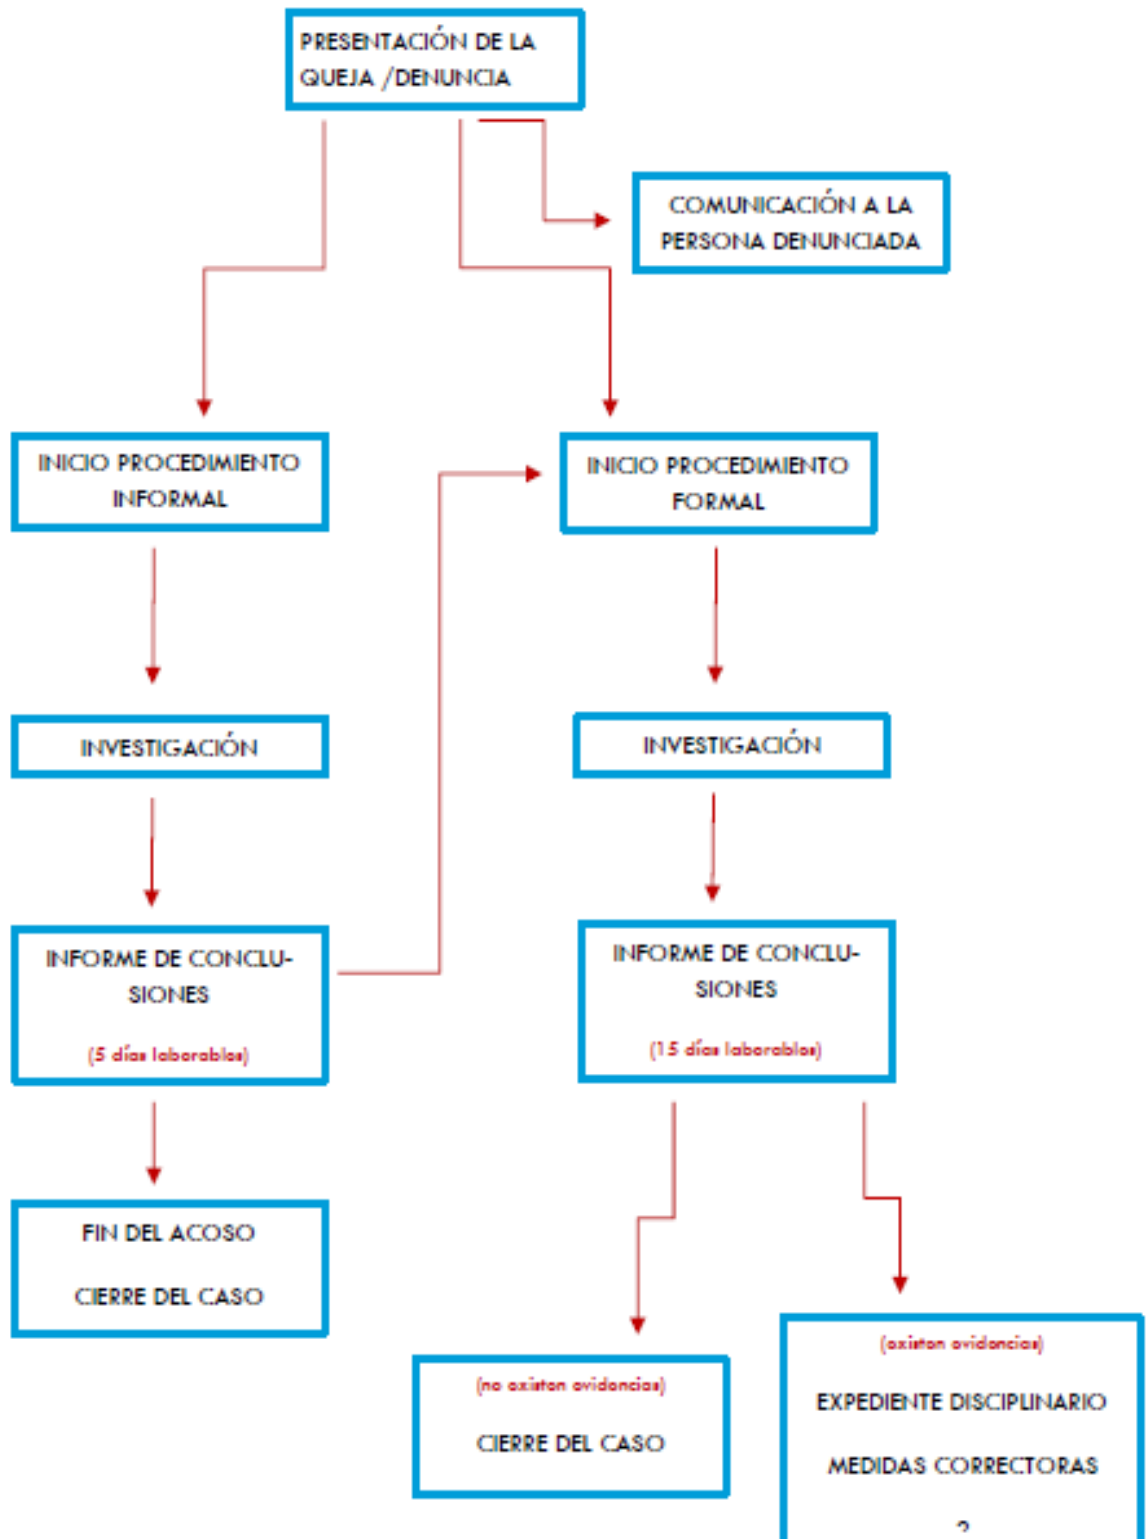 PRESENTACIÓN DE LA
QUEJA /DENUNCIA
COMUNICACIÓN A LA
PERSONA DENUNCIADA
INICIO PROCEDIMIENTO
INFORMAL
INICIO PROCEDIMIENTO
FORMAL
INVESTIGACIÓN
INVESTIGACIÓN
INFORME DE CONCLU-
SIONES
(5 días laborables)
INFORME DE CONCLU-
SIONES
(15 días laborables)
FIN DEL ACOSO
CIERRE DEL CASO
(no existen evidencias)
CIERRE DEL CASO
(existen evidencias)
EXPEDIENTE DISCIPLINARIO
MEDIDAS CORRECTORAS